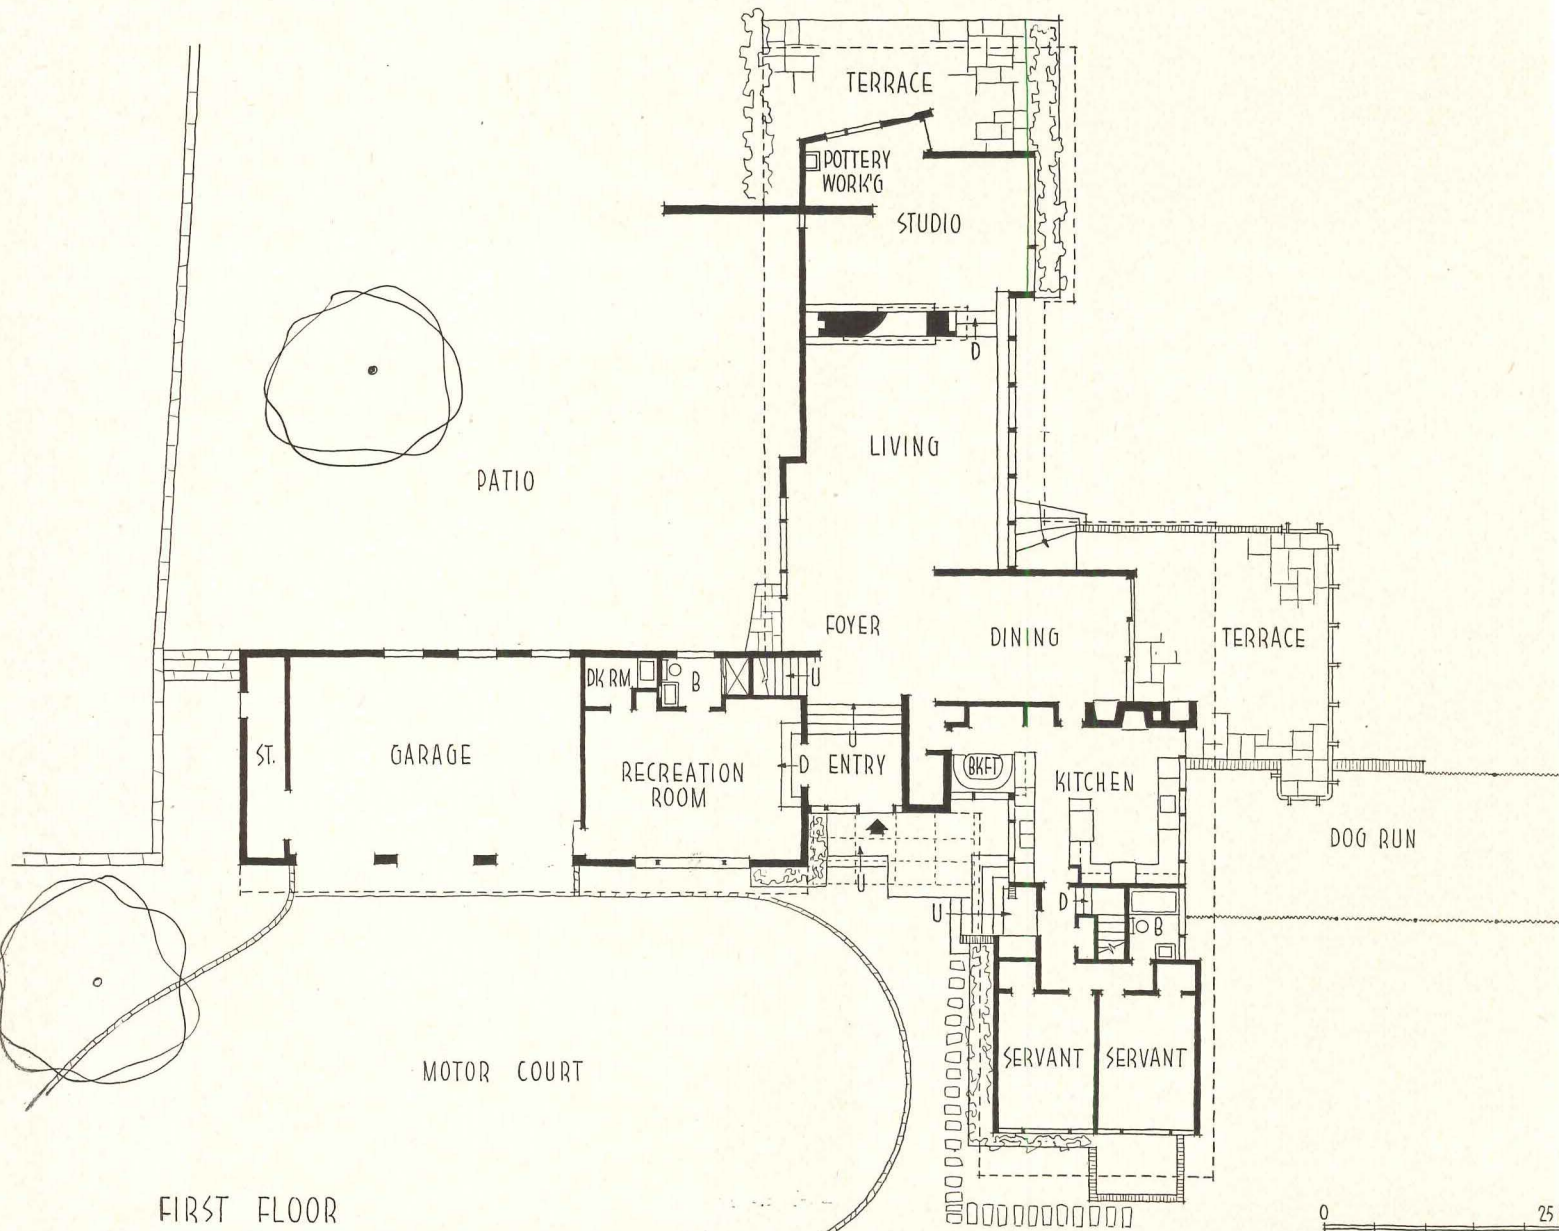 TERRACE
POTTERY
WORK'G
STUDIO
D
LIVING
PATIO
FOYER
DINING
TERRACE
DK RM
B
U
ST.
GARAGE
RECREATION
ROOM
D
U
ENTRY
BKFT
KITCHEN
DOG RUN
U
U
D
B
SERVANT
SERVANT
MOTOR COURT
FIRST FLOOR
0 25